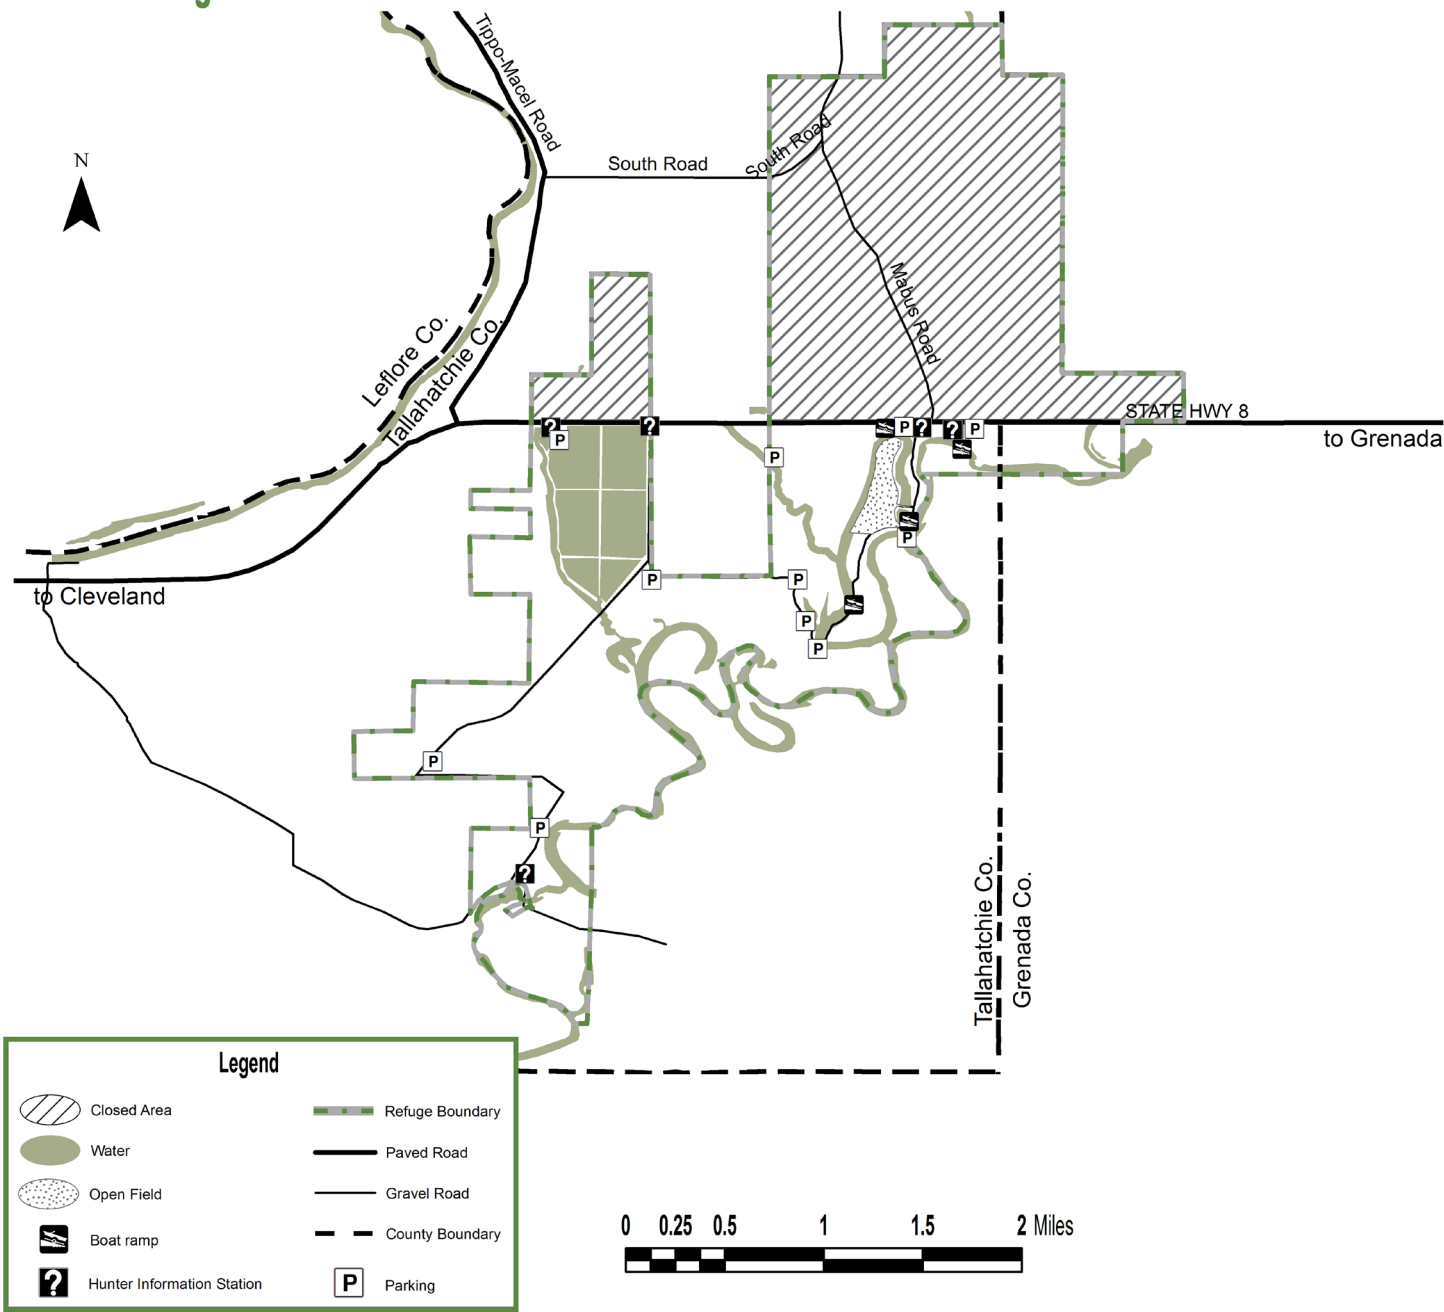 Tippo-Macel Road
N
South Road
South Road
Mabus Road
Leflore Co.
Tallahatchie Co.
STATE HWY 8
to Grenada
?
?
P
P
?
?
P
P
P
P
P
P
P
to Cleveland
P
P
?
Tallahatchie Co.
Grenada Co.
Legend
Closed Area
Refuge Boundary
Water
Paved Road
Open Field
Gravel Road
Boat ramp
County Boundary
? Hunter Information Station
P Parking
0 0.25 0.5 1 1.5 2 Miles